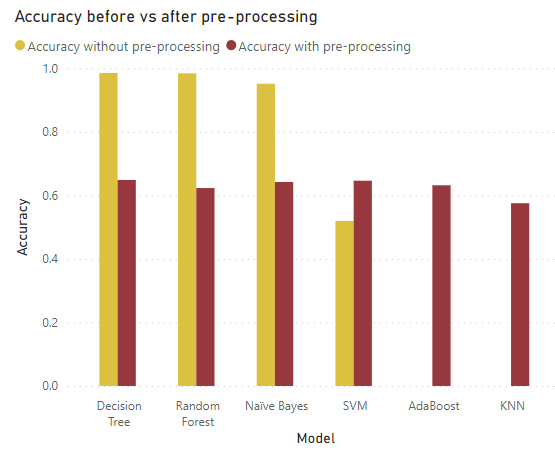 Accuracy before vs after pre-processing
Accuracy without pre-processing Accuracy with pre-processing
1.0
0.8
0.6
0.4
0.2
0.0
Accuracy
Decision Tree
Random Forest
Naïve Bayes
SVM
AdaBoost
KNN
Model